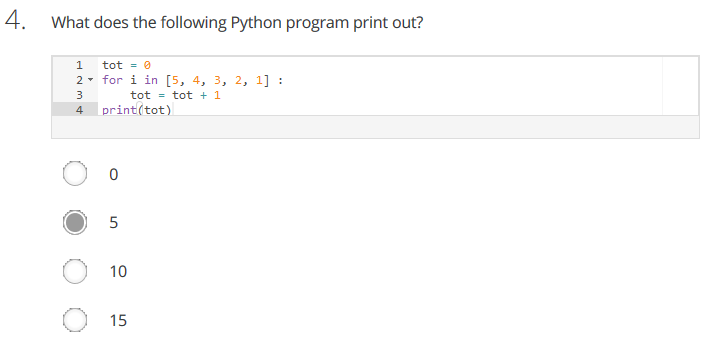 4. What does the following Python program print out?
1 tot = 0
2 for i in [5, 4, 3, 2, 1] :
3 tot = tot + 1
4 print(tot)
0
5
10
15